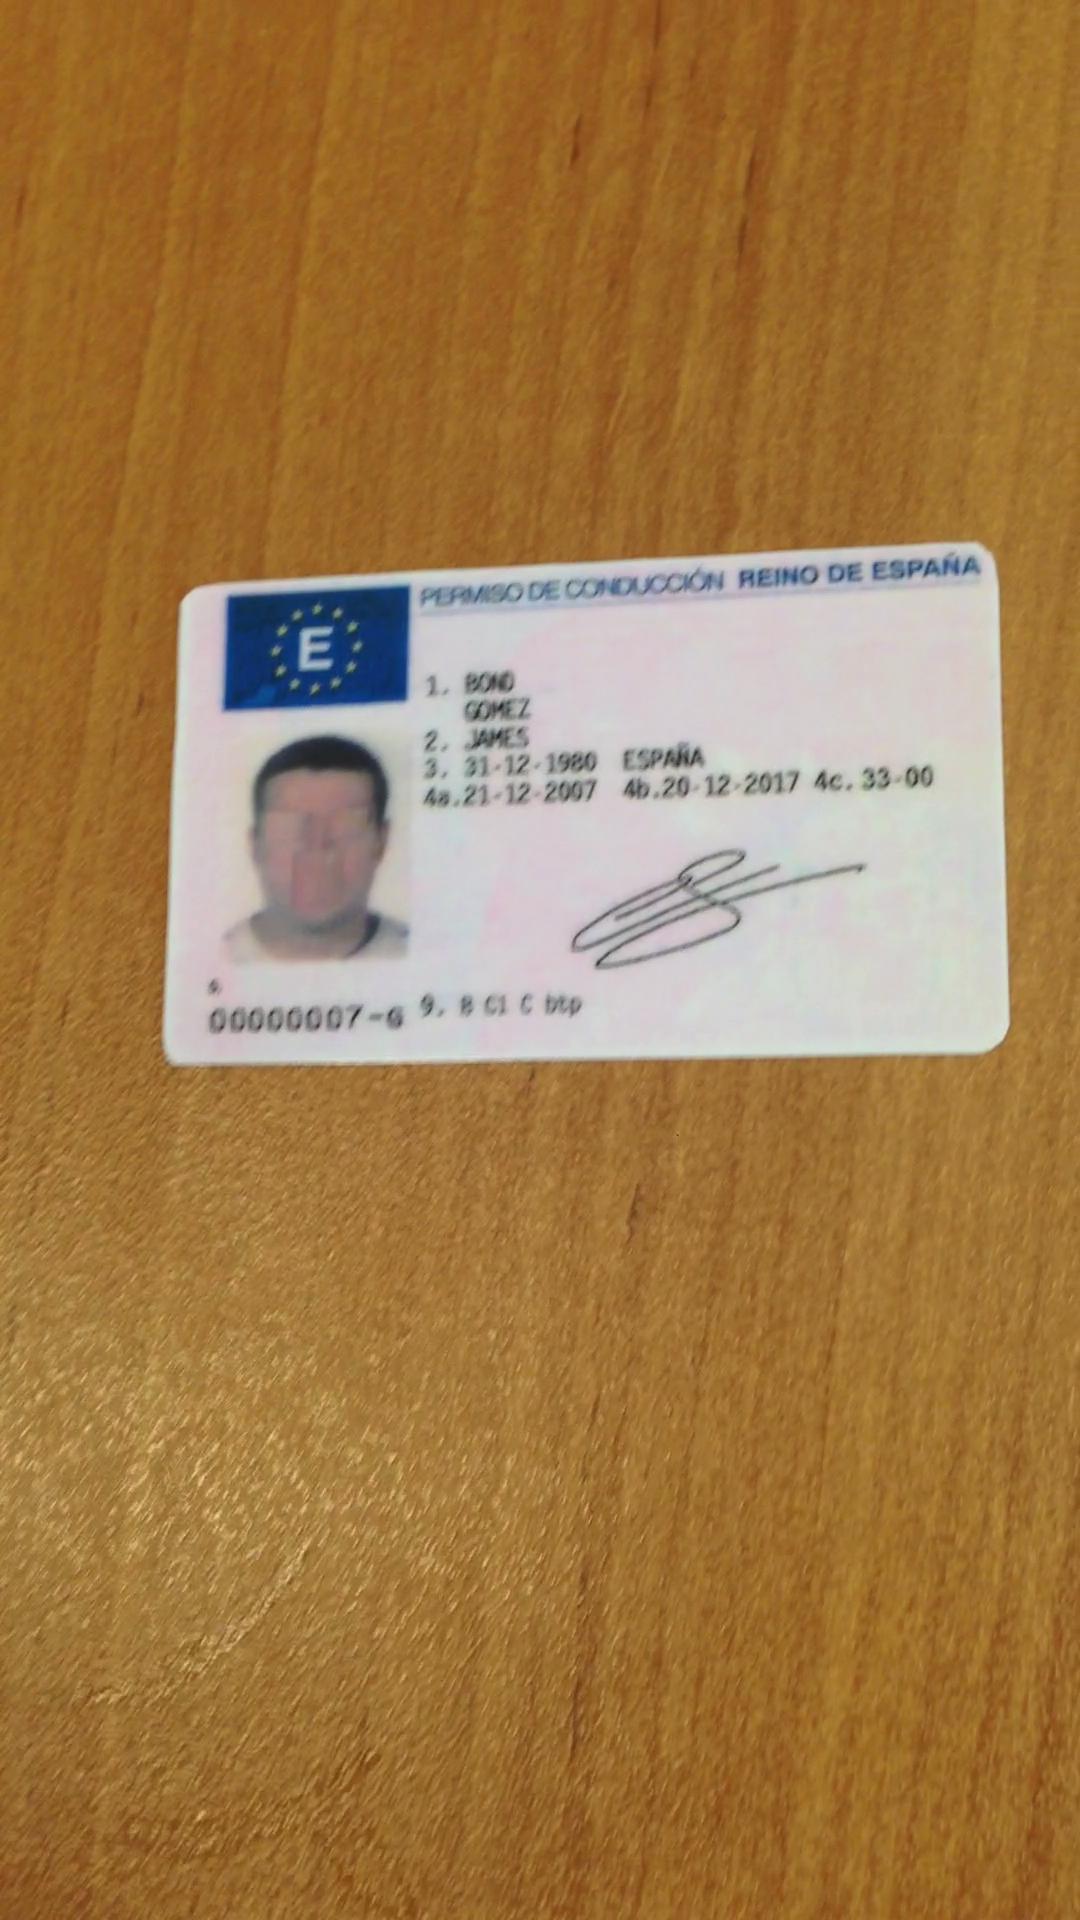 E
PERMISO DE CONDUCCIÓN REINO DE ESPAÑA
1. BOND
GOMEZ
2. JAMES
3. 31-12-1980 ESPAÑA
4a.21-12-2007 4b.20-12-2017 4c. 33-00
5.
00000007-G
9. B C1 C btp